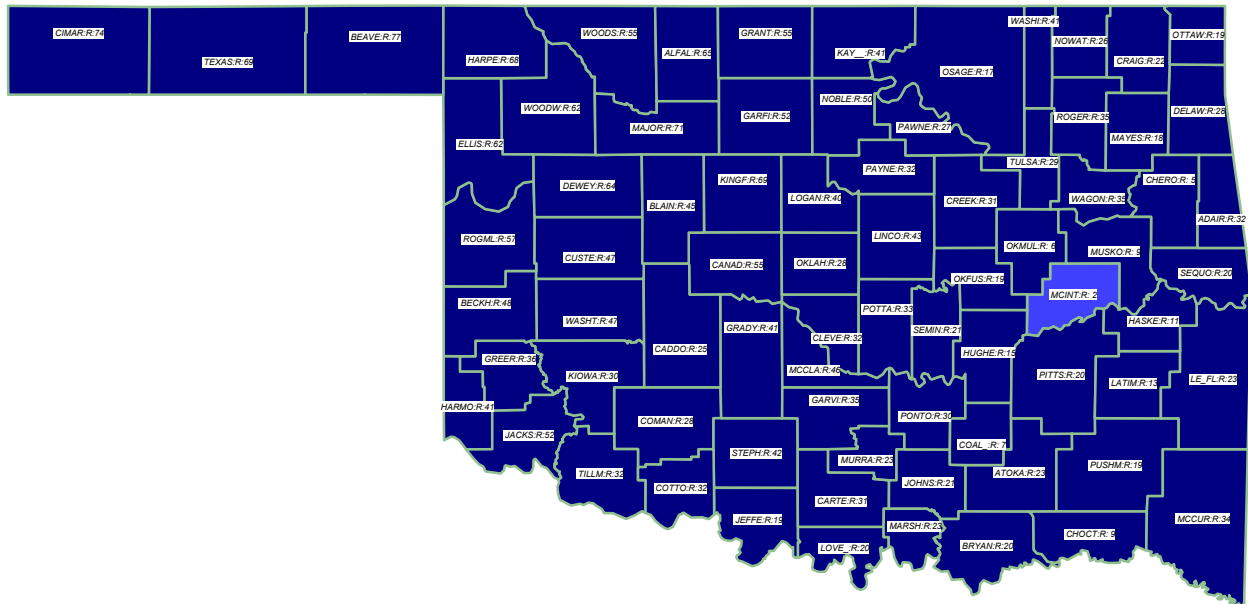 WASHI:R:41
CIMAR:R:74
WOODS:R:55
GRANT:R:55
OTTAW:R:19
BEAVE:R:77
NOWAT:R:26
ALFAL:R:65
KAY__:R:41
HARPE:R:68
TEXAS:R:69
CRAIG:R:22
OSAGE:R:17
NOBLE:R:50
WOODW:R:62
DELAW:R:28
GARFI:R:52
ROGER:R:35
MAJOR:R:71
PAWNE:R:27
MAYES:R:18
ELLIS:R:62
TULSA:R:29
PAYNE:R:32
KINGF:R:69
CHERO:R: 5
DEWEY:R:64
LOGAN:R:40
WAGON:R:35
BLAIN:R:45
CREEK:R:31
ADAIR:R:32
LINCO:R:43
ROGML:R:57
OKMUL:R: 6
MUSKO:R: 9
CUSTE:R:47
CANAD:R:55
OKLAH:R:28
SEQUO:R:20
OKFUS:R:19
MCINT:R: 2
BECKH:R:48
POTTA:R:33
WASHT:R:47
HASKE:R:11
GRADY:R:41
SEMIN:R:21
CLEVE:R:32
CADDO:R:25
HUGHE:R:15
GREER:R:36
MCCLA:R:46
KIOWA:R:30
PITTS:R:20
LE_FL:R:23
LATIM:R:13
GARVI:R:35
HARMO:R:41
PONTO:R:30
COMAN:R:28
JACKS:R:52
COAL_:R: 7
STEPH:R:42
MURRA:R:23
PUSHM:R:19
TILLM:R:32
ATOKA:R:23
JOHNS:R:21
COTTO:R:32
CARTE:R:31
JEFFE:R:19
MCCUR:R:34
MARSH:R:23
CHOCT:R: 9
BRYAN:R:20
LOVE_:R:20